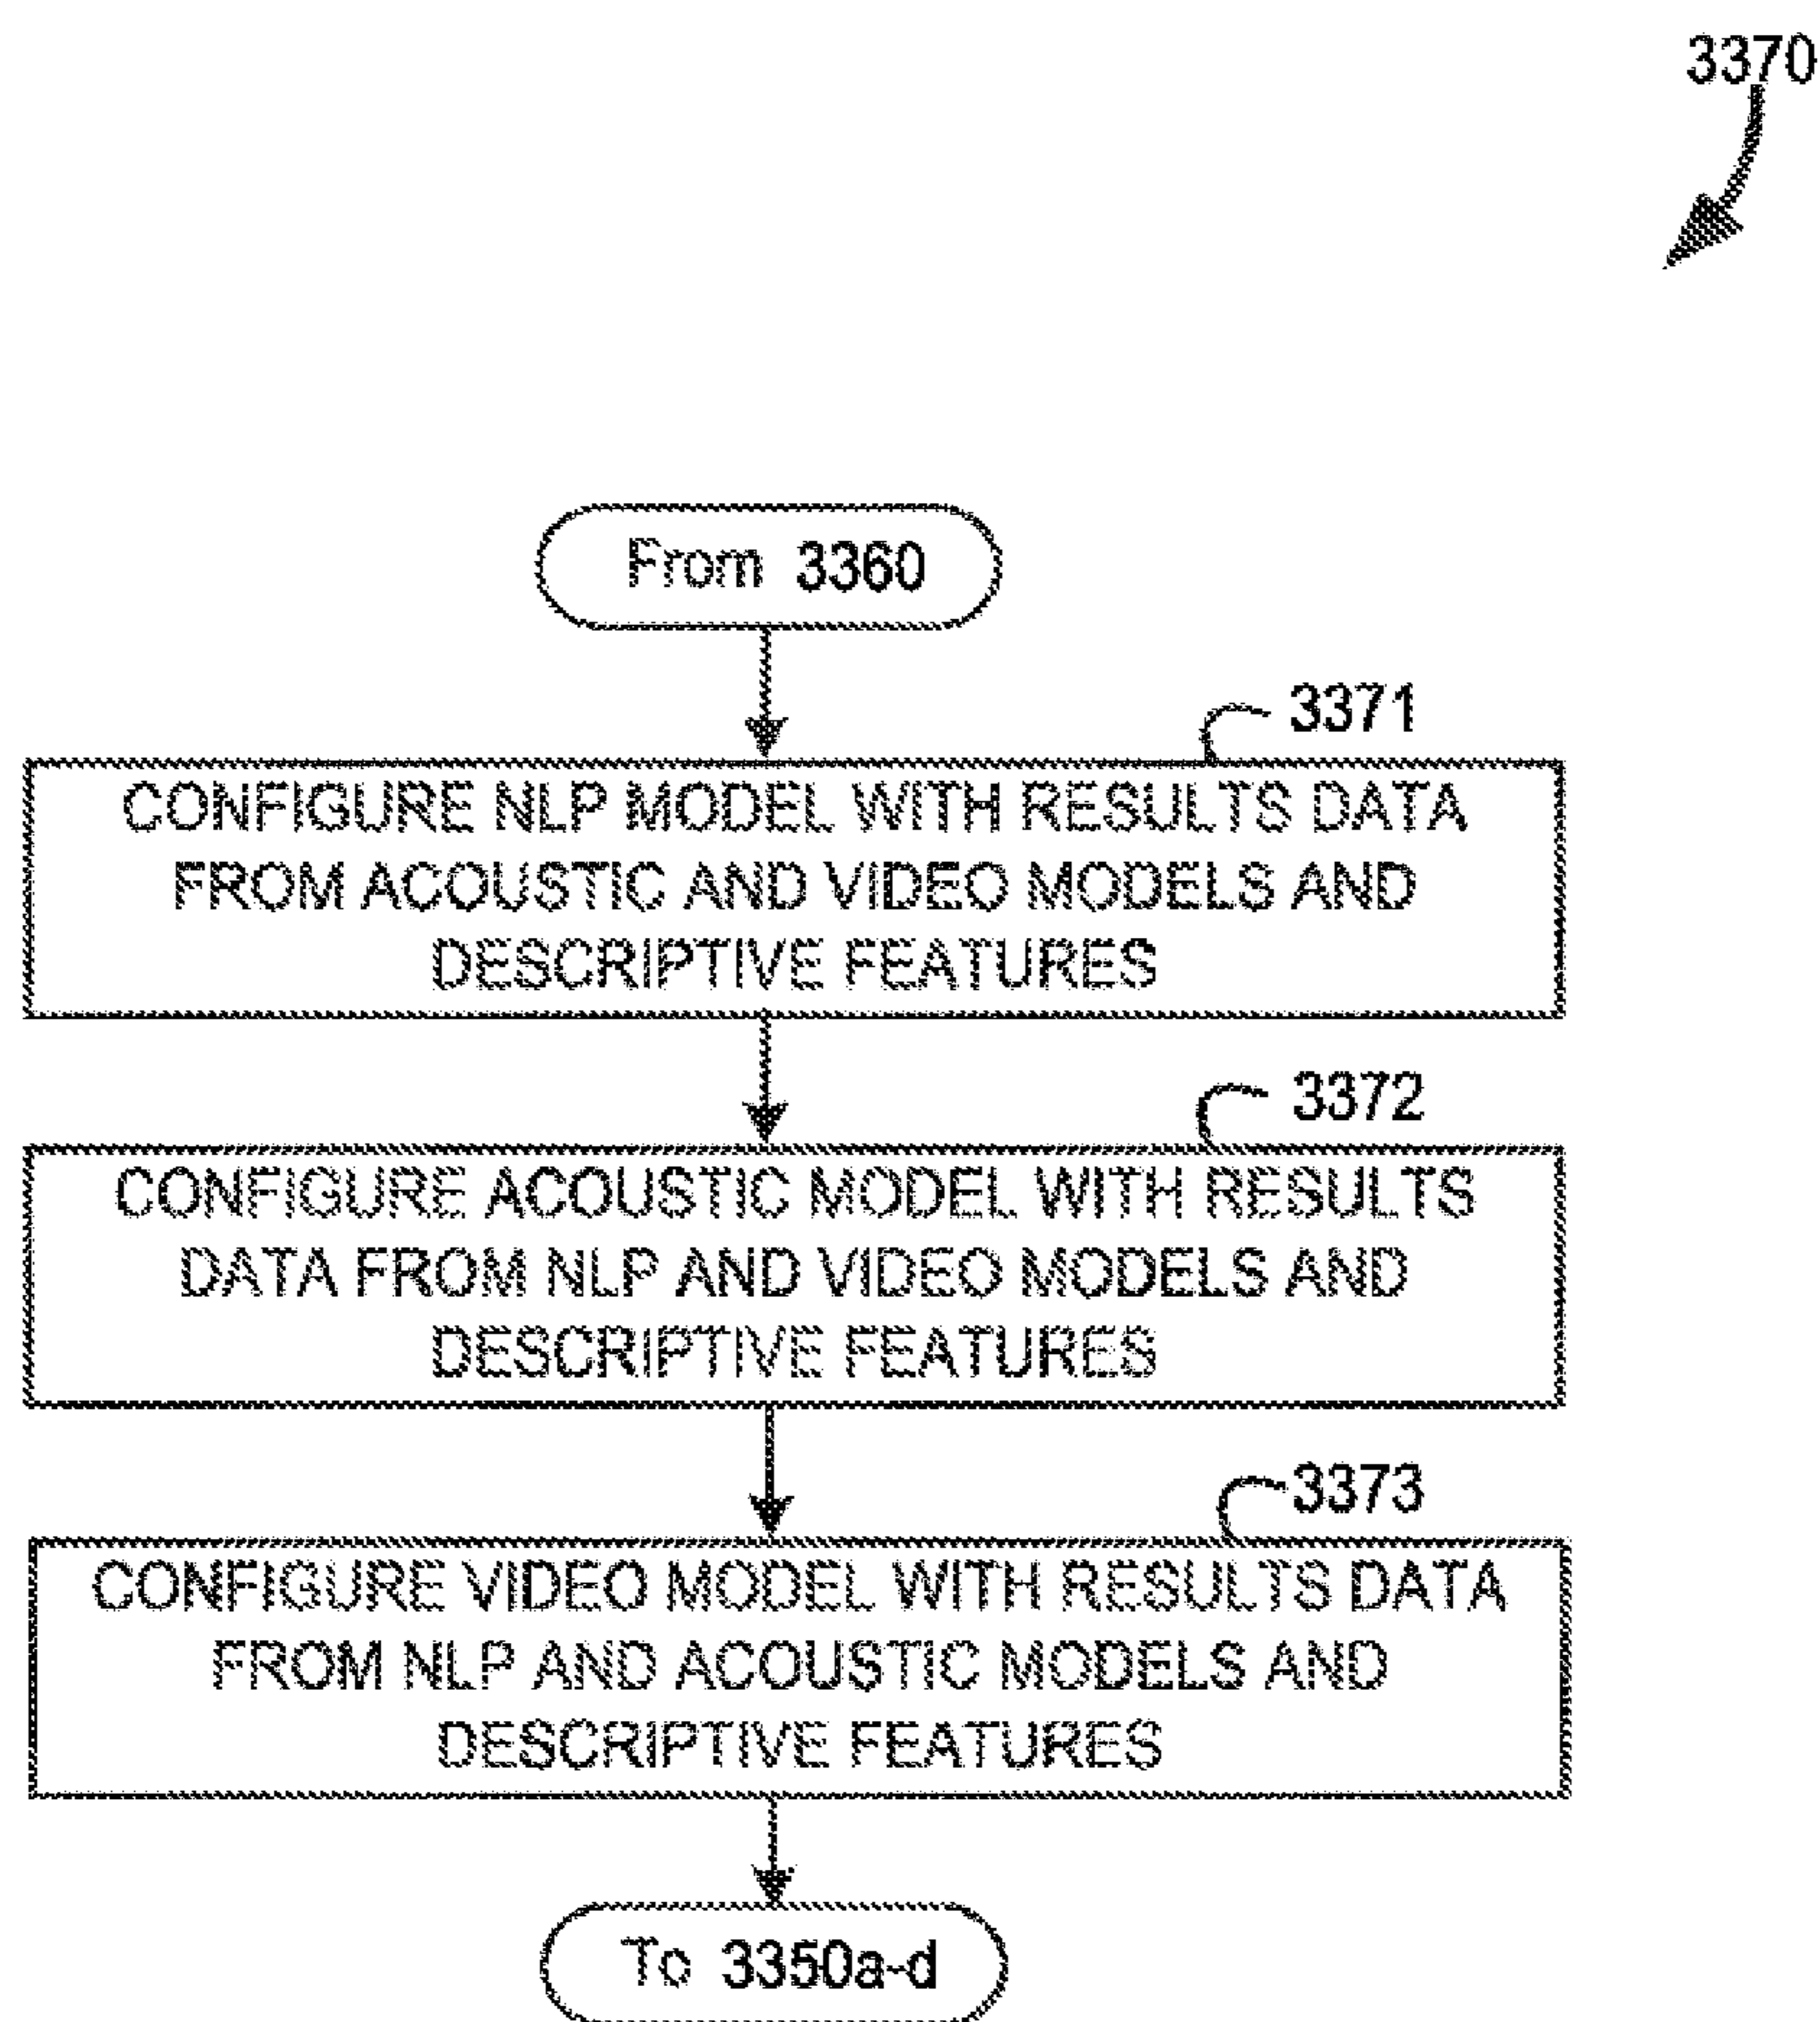 3370
From 3360
3371
CONFIGURE NLP MODEL WITH RESULTS DATA
FROM ACOUSTIC AND VIDEO MODELS AND
DESCRIPTIVE FEATURES
3372
CONFIGURE ACOUSTIC MODEL WITH RESULTS
DATA FROM NLP AND VIDEO MODELS AND
DESCRIPTIVE FEATURES
3373
CONFIGURE VIDEO MODEL WITH RESULTS DATA
FROM NLP AND ACOUSTIC MODELS AND
DESCRIPTIVE FEATURES
To 3350a-d